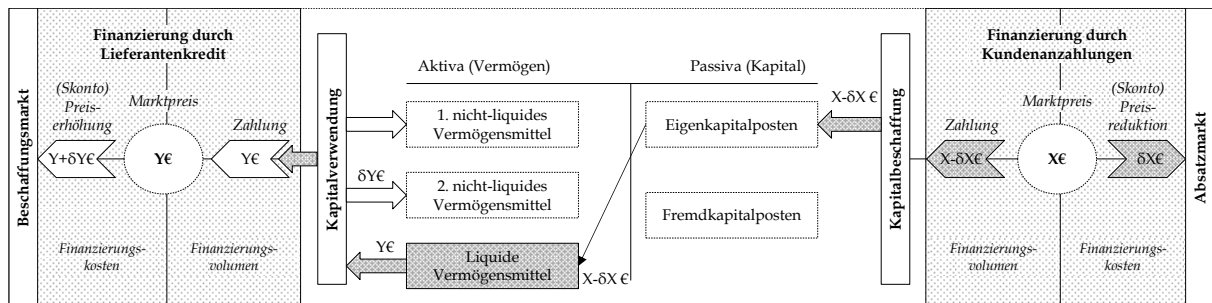 Beschaffungsmarkt
Finanzierung durch
Lieferantenkredit
(Skonto)
Preis-
erhöhung
Marktpreis
Zahlung
Y+δY€
Y€
Y€
Finanzierungs-
kosten
Finanzierungs-
volumen
Kapitalverwendung
Aktiva (Vermögen)
Passiva (Kapital)
1. nicht-liquides
Vermögensmittel
δY€
2. nicht-liquides
Vermögensmittel
Y€
Liquide
Vermögensmittel
X-δX €
Eigenkapitalposten
Fremdkapitalposten
X-δX €
Kapitalbeschaffung
Finanzierung durch
Kundenanzahlungen
Zahlung
Marktpreis
(Skonto)
Preis-
reduktion
X-δX€
X€
δX€
Finanzierungs-
volumen
Finanzierungs-
kosten
Absatzmarkt